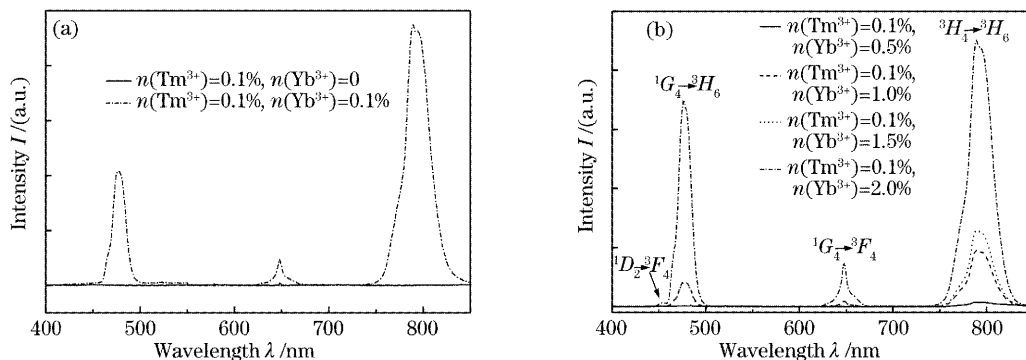 (a)
n(Tm³⁺)=0.1%, n(Yb³⁺)=0
n(Tm³⁺)=0.1%, n(Yb³⁺)=0.1%
Intensity I /(a.u.)
400 500 600 700 800
Wavelength λ /nm
(b)
n(Tm³⁺)=0.1%,
n(Yb³⁺)=0.5%
n(Tm³⁺)=0.1%,
n(Yb³⁺)=1.0%
n(Tm³⁺)=0.1%,
n(Yb³⁺)=1.5%
n(Tm³⁺)=0.1%,
n(Yb³⁺)=2.0%
³H₄→³H₆
¹G₄→³H₆
¹G₄→³F₄
¹D₂→³F₄
Intensity I /(a.u.)
400 500 600 700 800
Wavelength λ /nm